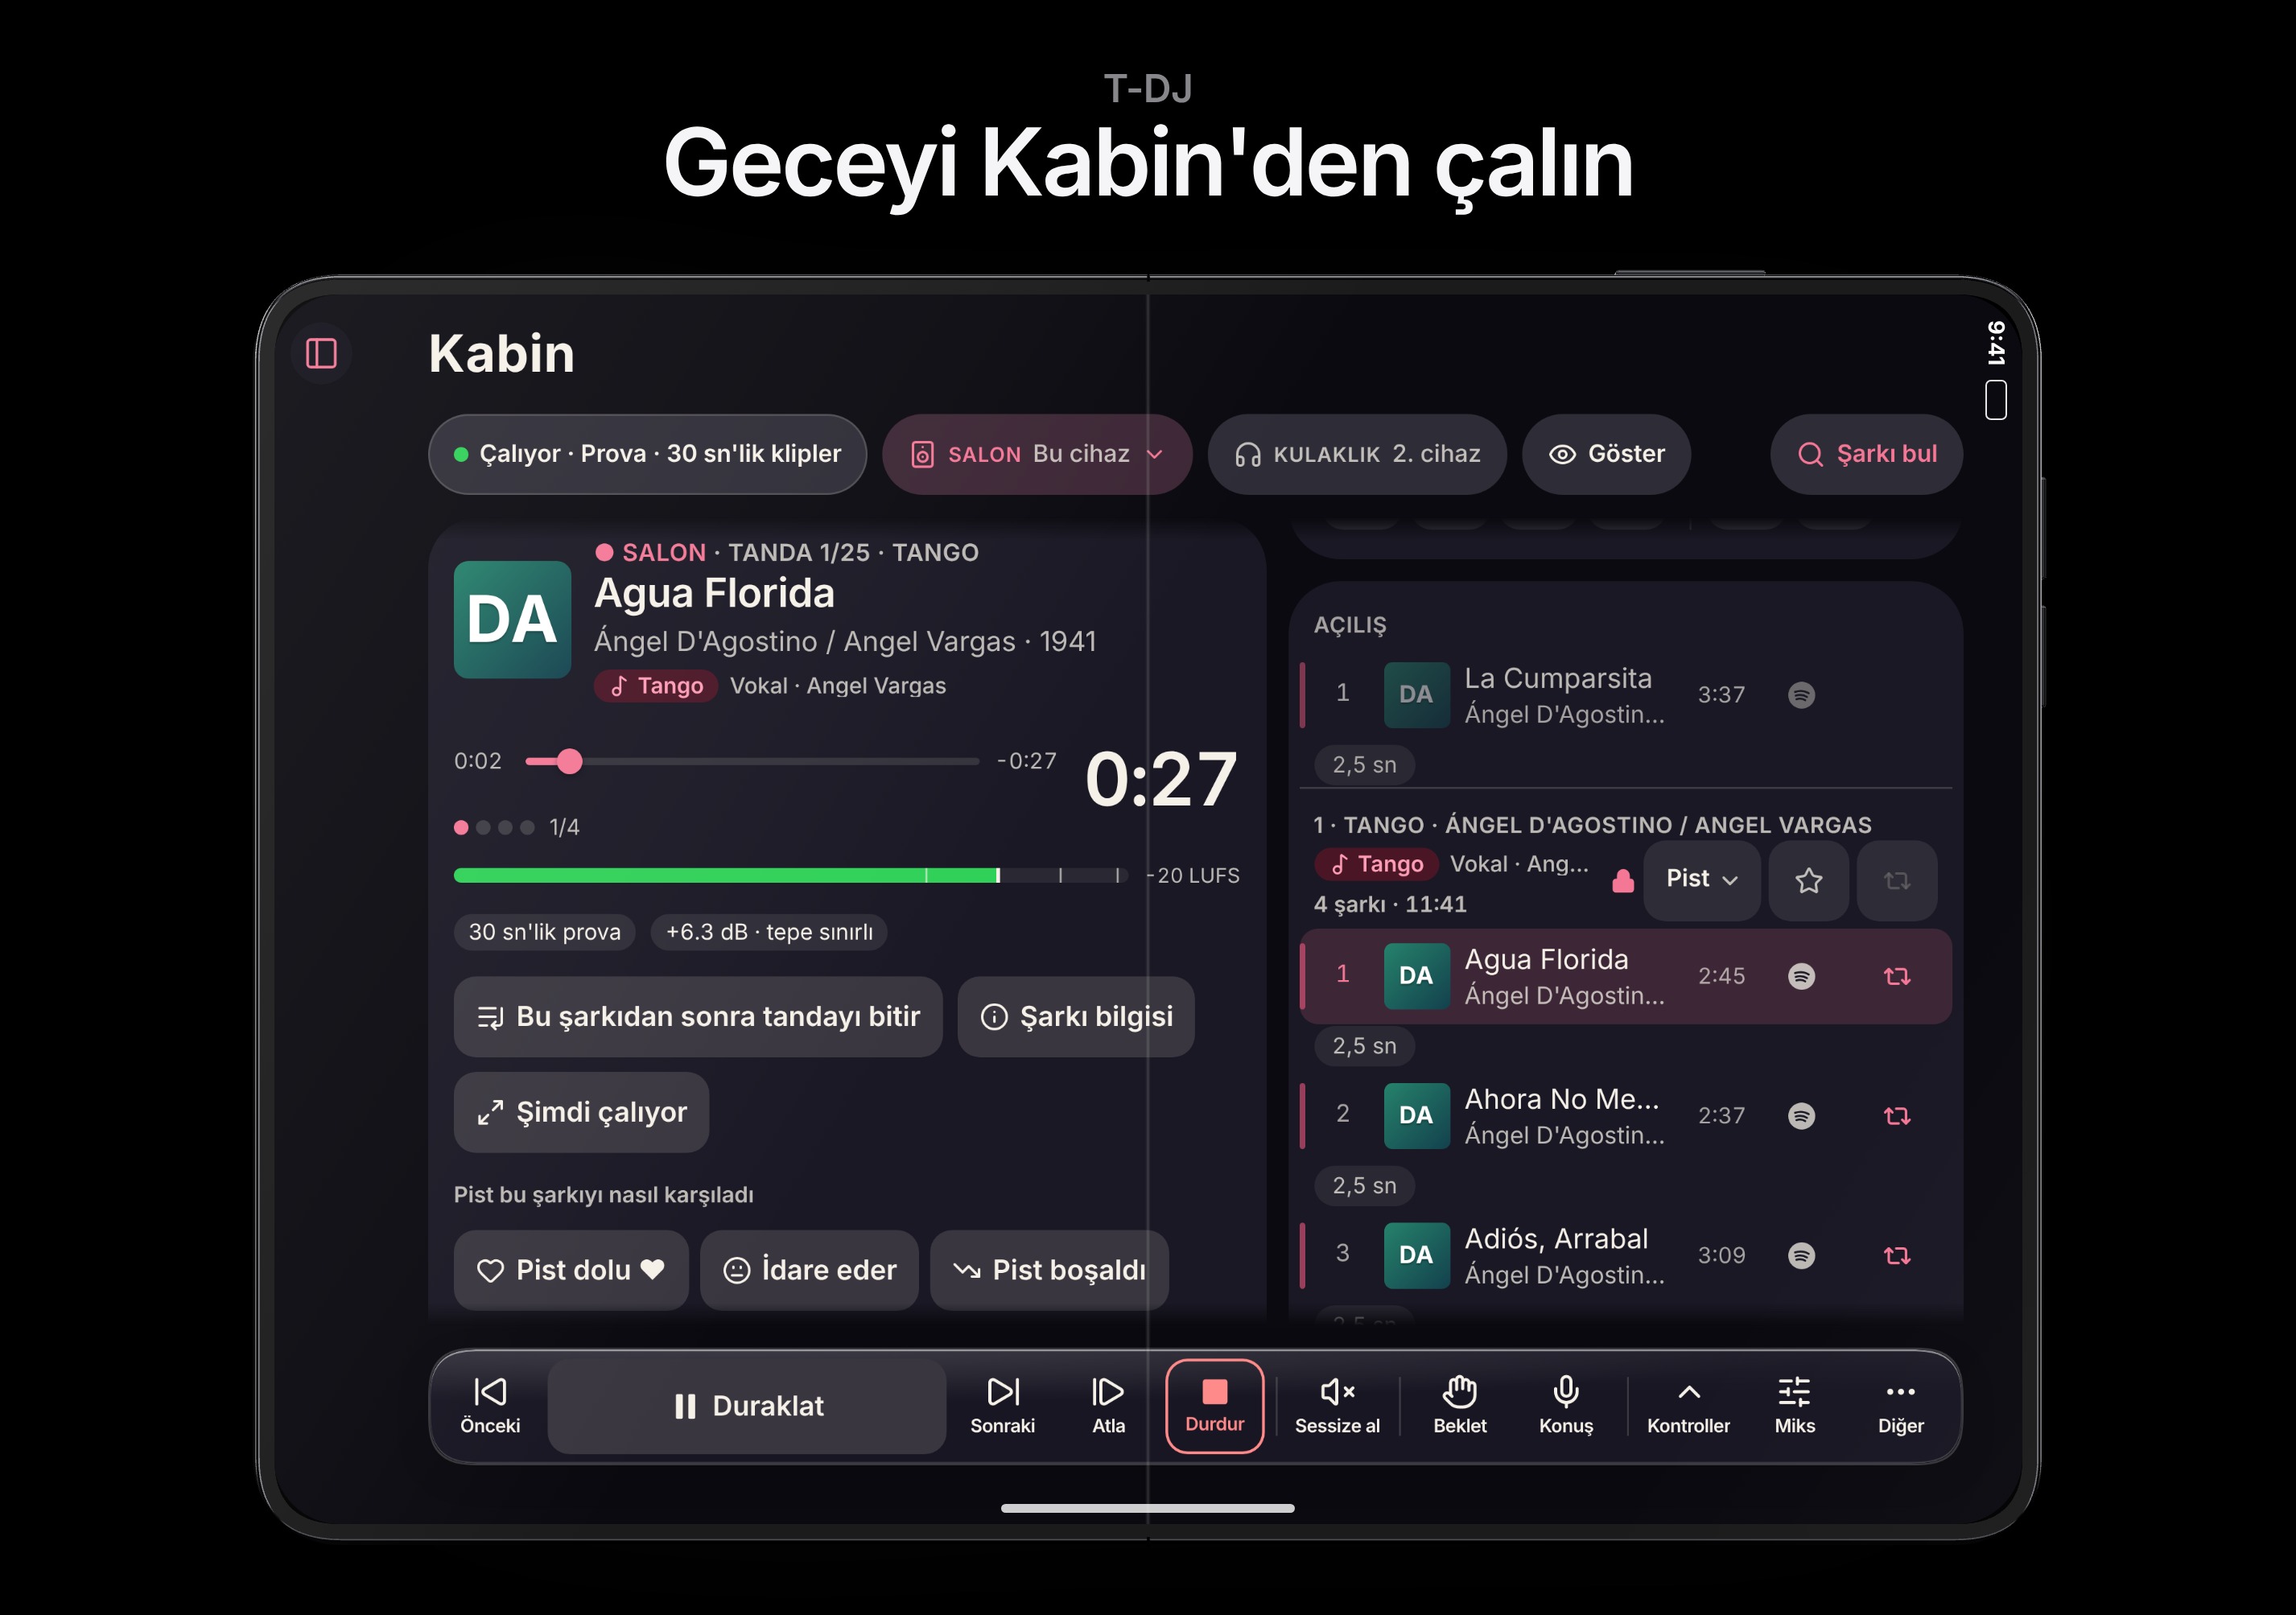 T-DJ
Geceyi Kabin'den çalın
9:41
Kabin
Çalıyor · Prova · 30 sn'lik klipler
SALON Bu cihaz
KULAKLIK 2. cihaz
Göster
Şarkı bul
SALON · TANDA 1/25 · TANGO
DA
Agua Florida
Ángel D'Agostino / Angel Vargas · 1941
Tango Vokal · Angel Vargas
0:02
-0:27
0:27
1/4
-20 LUFS
30 sn'lik prova
+6.3 dB · tepe sınırlı
Bu şarkıdan sonra tandayı bitir
Şarkı bilgisi
Şimdi çalıyor
Pist bu şarkıyı nasıl karşıladı
Pist dolu ♥
İdare eder
Pist boşaldı
AÇILIŞ
1 DA La Cumparsita 3:37
Ángel D'Agostin...
2,5 sn
1 · TANGO · ÁNGEL D'AGOSTINO / ANGEL VARGAS
Tango Vokal · Ang...
4 şarkı · 11:41
Pist
1 DA Agua Florida 2:45
Ángel D'Agostin...
2,5 sn
2 DA Ahora No Me... 2:37
Ángel D'Agostin...
2,5 sn
3 DA Adiós, Arrabal 3:09
Ángel D'Agostin...
2,5 sn
Önceki
Duraklat
Sonraki
Atla
Durdur
Sessize al
Beklet
Konuş
Kontroller
Miks
Diğer